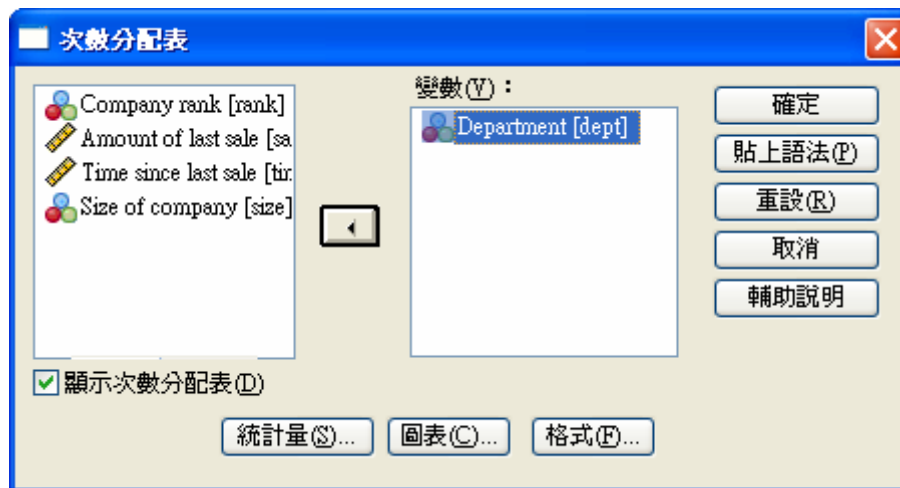 次數分配表
Company rank [rank]
Amount of last sale [sa
Time since last sale [tim
Size of company [size]
變數(V)：
Department [dept]
確定
貼上語法(P)
重設(R)
取消
輔助說明
顯示次數分配表(D)
統計量(S)...
圖表(C)...
格式(F)...